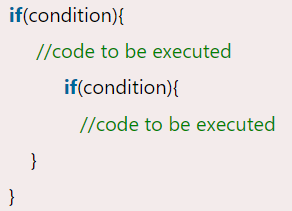 if(condition){
//code to be executed
if(condition){
//code to be executed
}
}